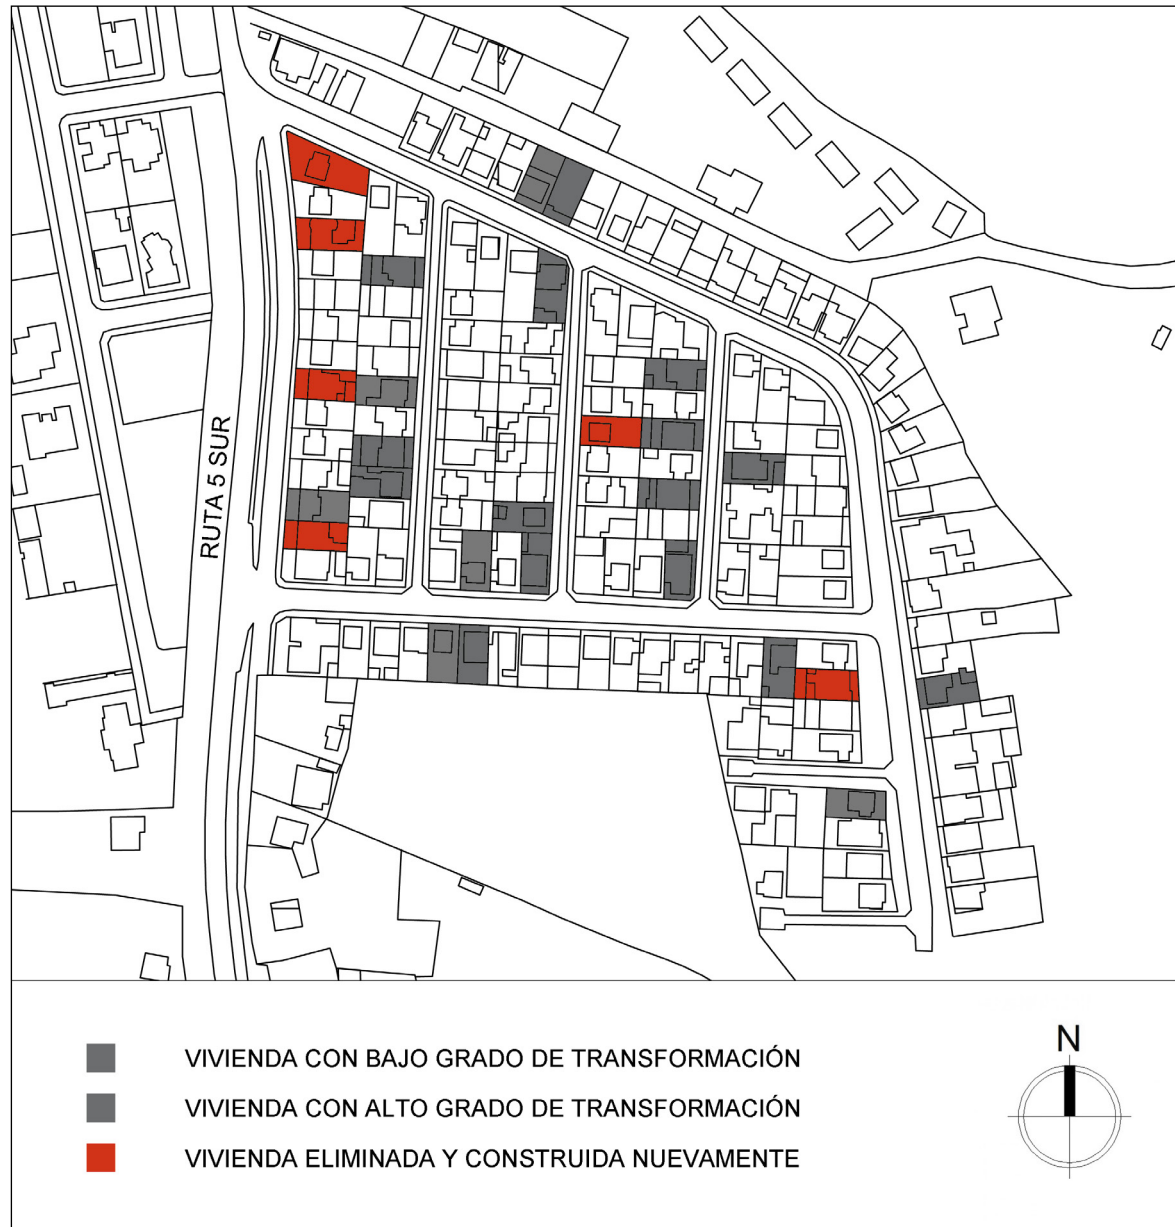 RUTA 5 SUR
VIVIENDA CON BAJO GRADO DE TRANSFORMACIÓN
N
VIVIENDA CON ALTO GRADO DE TRANSFORMACIÓN
VIVIENDA ELIMINADA Y CONSTRUIDA NUEVAMENTE